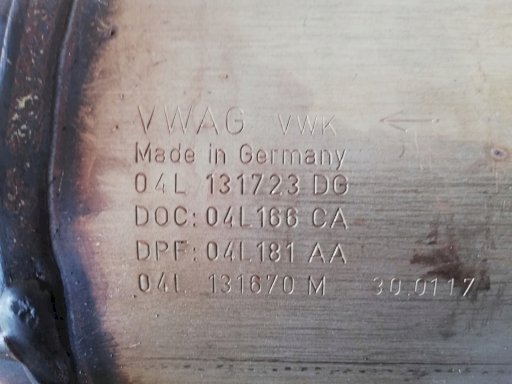 VWAG VWK ←
Made in Germany
04L 131723 DG
DOC: 04L166 CA
DPF: 04L181 AA
04L 131670 M 30.0117